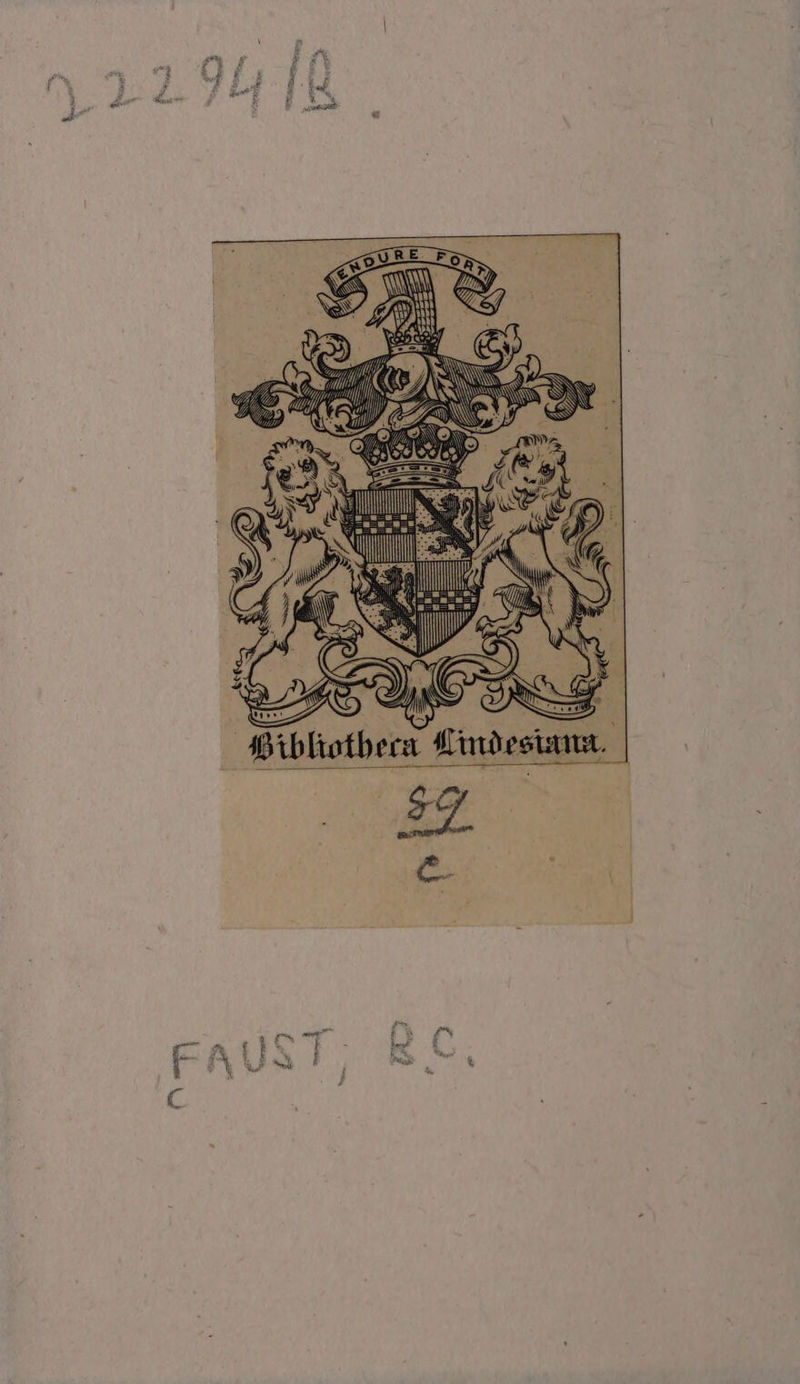 22294/B
ENDURE FORT
Bibliotheca Lindesiana.
59
C
FAUST, B.C.
C